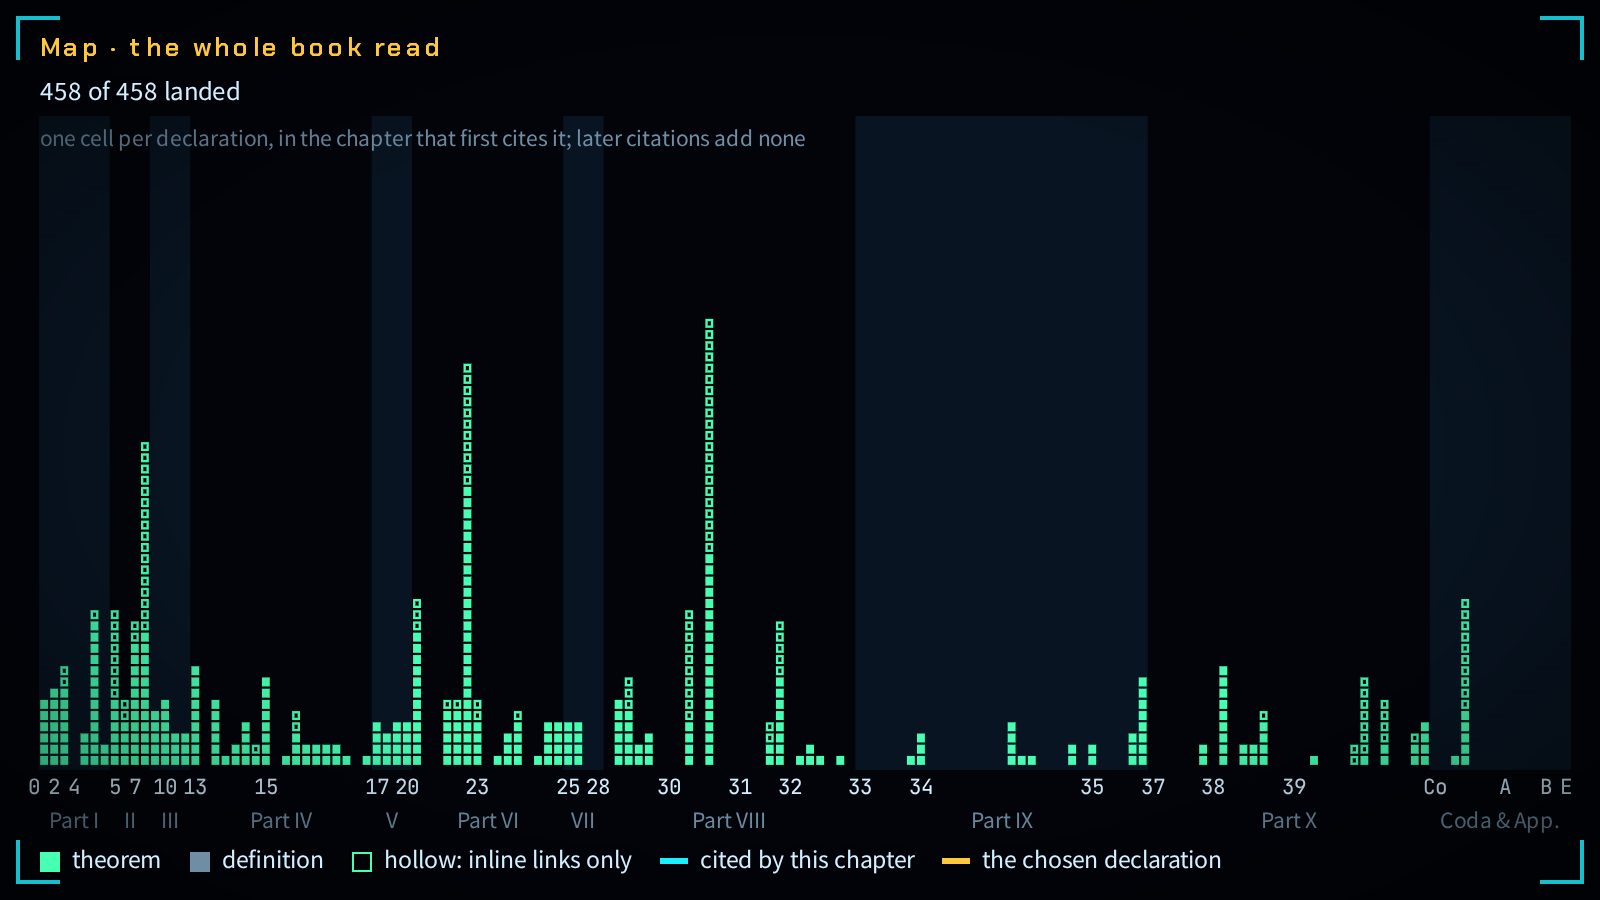 Map · the whole book read
458 of 458 landed
one cell per declaration, in the chapter that first cites it; later citations add none
0 2 4 5 7 10 13 15 17 20 23 25 28 30 31 32 33 34 35 37 38 39 Co A B E
Part I II III Part IV V Part VI VII Part VIII Part IX Part X Coda & App.
theorem definition hollow: inline links only cited by this chapter the chosen declaration